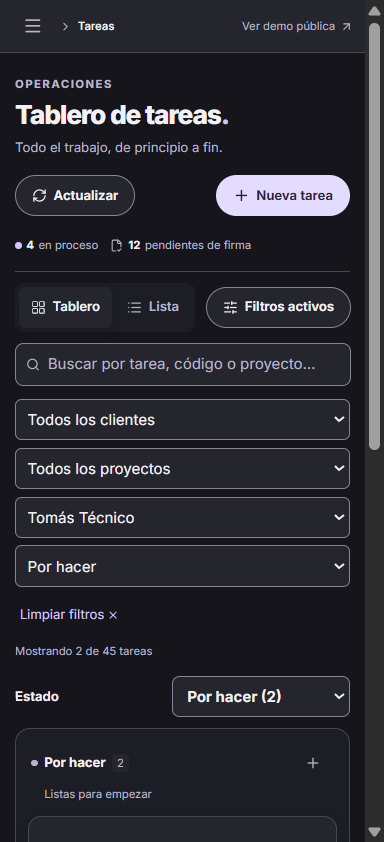 Tareas
Ver demo pública
OPERACIONES
Tablero de tareas.
Todo el trabajo, de principio a fin.
Actualizar
Nueva tarea
4 en proceso
12 pendientes de firma
Tablero
Lista
Filtros activos
Buscar por tarea, código o proyecto...
Todos los clientes
Todos los proyectos
Tomás Técnico
Por hacer
Limpiar filtros
Mostrando 2 de 45 tareas
Estado
Por hacer (2)
Por hacer 2
Listas para empezar